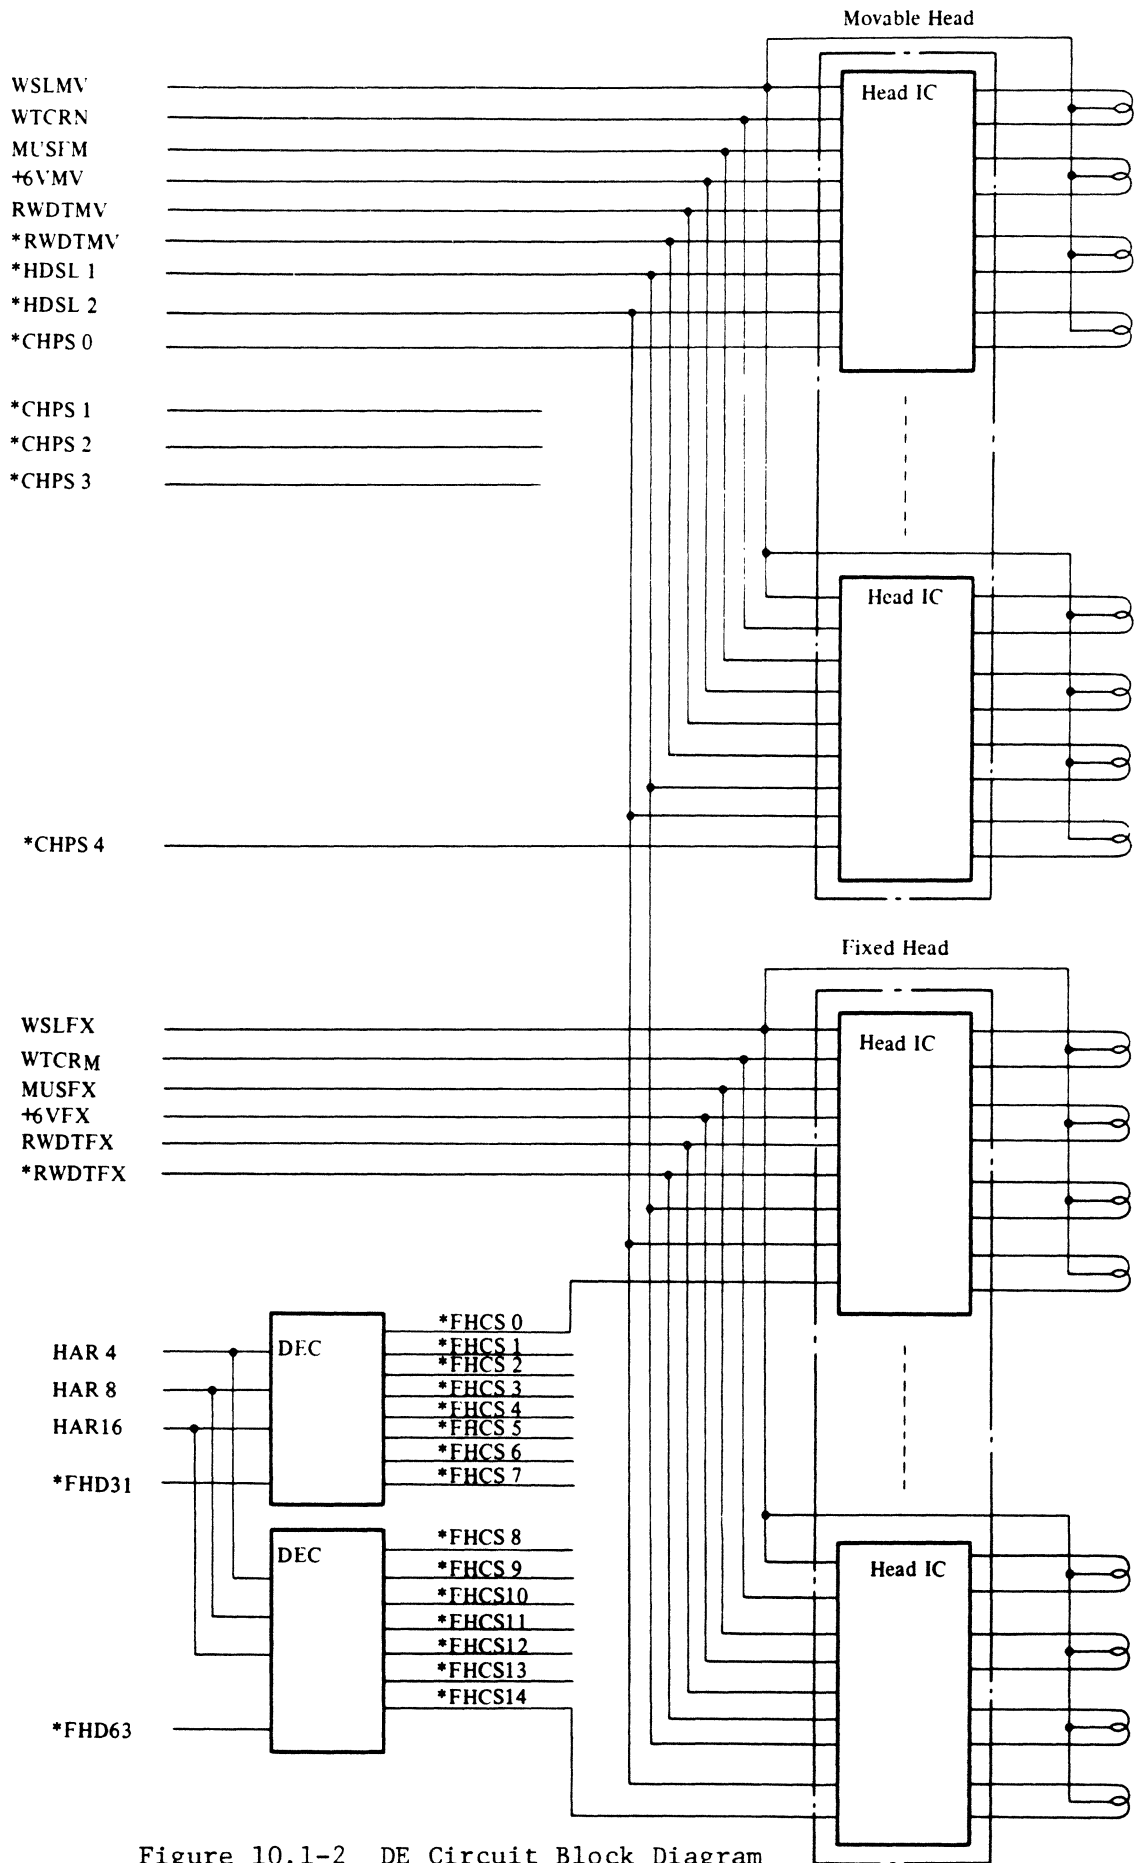 Movable Head
WSLMV
Head IC
WTCRN
MUSFM
+6VMV
RWDTMV
*RWDTMV
*HDSL 1
*HDSL 2
*CHPS 0
*CHPS 1
*CHPS 2
*CHPS 3
Head IC
*CHPS 4
Fixed Head
WSLFX
Head IC
WTCRM
MUSFX
+6VFX
RWDTFX
*RWDTFX
*FHCS 0
HAR 4
DEC
*FHCS 1
*FHCS 2
HAR 8
*FHCS 3
*FHCS 4
HAR16
*FHCS 5
*FHCS 6
*FHD31
*FHCS 7
*FHCS 8
DEC
*FHCS 9
Head IC
*FHCS10
*FHCS11
*FHCS12
*FHCS13
*FHCS14
*FHD63
Figure 10.1-2 DE Circuit Block Diagram